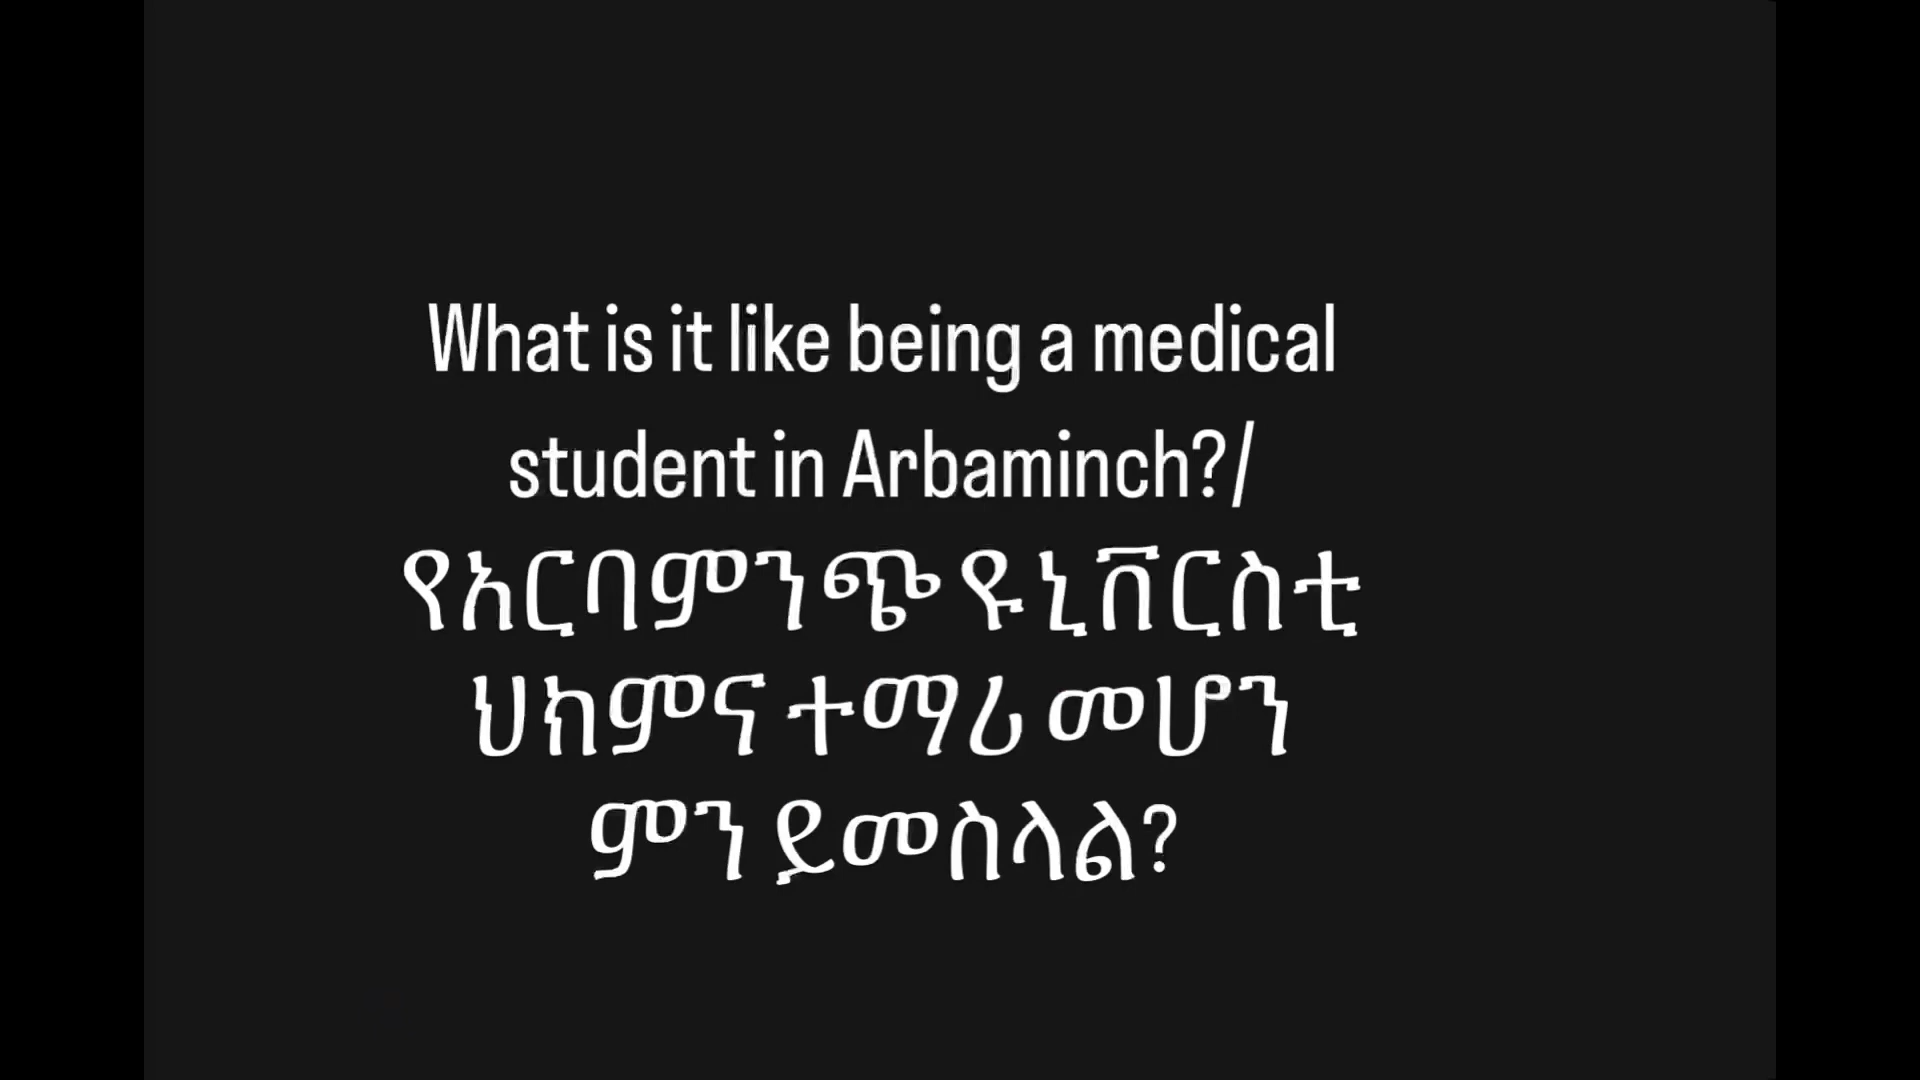 What is it like being a medical
student in Arbaminch?/
የአርባምንጭ ዩኒቨርስቲ
ህክምና ተማሪ መሆን
ምን ይመስላል?